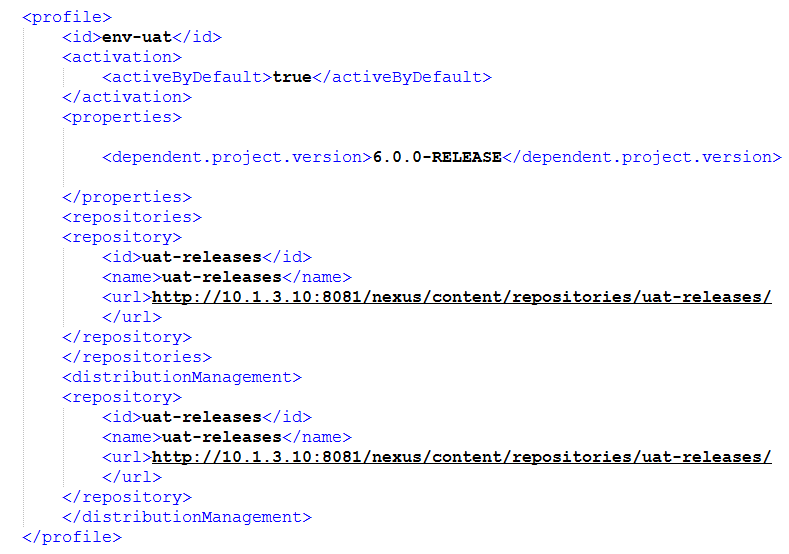 <profile>
<id>env-uat</id>
<activation>
<activeByDefault>true</activeByDefault>
</activation>
<properties>
<dependent.project.version>6.0.0-RELEASE</dependent.project.version>
</properties>
<repositories>
<repository>
<id>uat-releases</id>
<name>uat-releases</name>
<url>http://10.1.3.10:8081/nexus/content/repositories/uat-releases/
</url>
</repository>
</repositories>
<distributionManagement>
<repository>
<id>uat-releases</id>
<name>uat-releases</name>
<url>http://10.1.3.10:8081/nexus/content/repositories/uat-releases/
</url>
</repository>
</distributionManagement>
</profile>